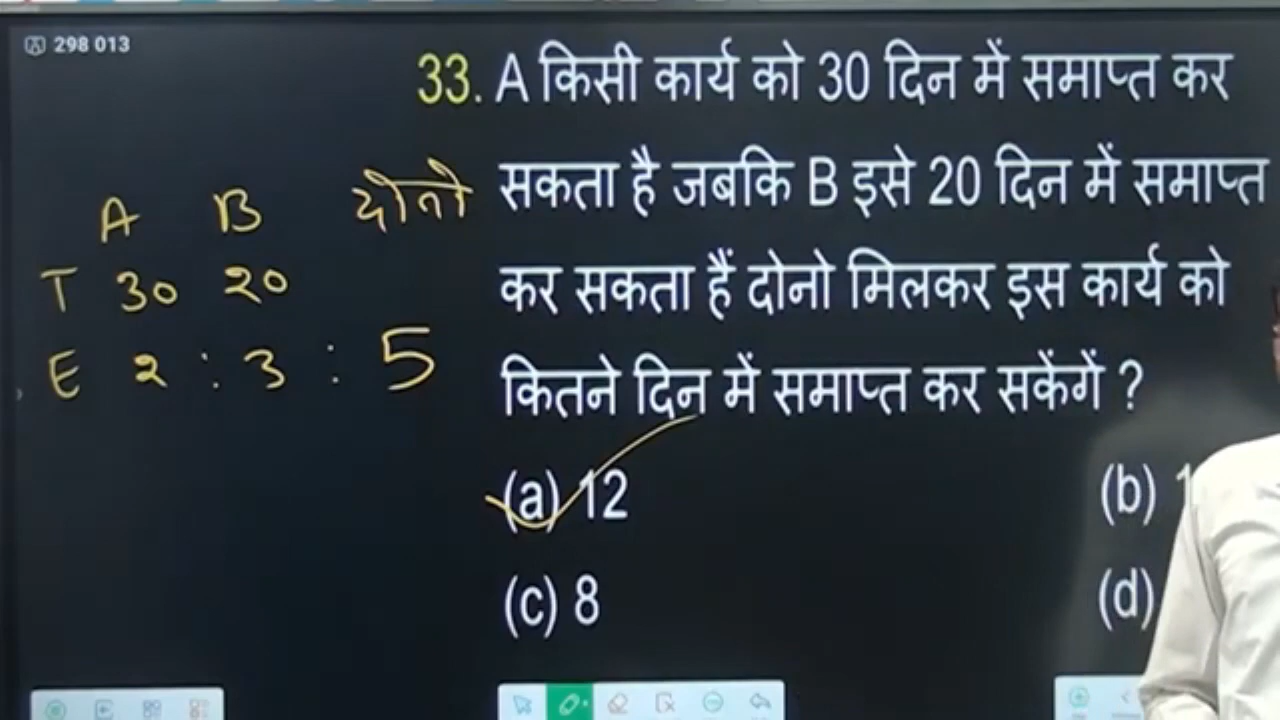 298 013
33. A किसी कार्य को 30 दिन में समाप्त कर
सकता है जबकि B इसे 20 दिन में समाप्त
कर सकता हैं दोनो मिलकर इस कार्य को
कितने दिन में समाप्त कर सकेंगें ?
(a) 12
(b)
(c) 8
(d)
A B दोनो
T 30 20
E 2 : 3 : 5